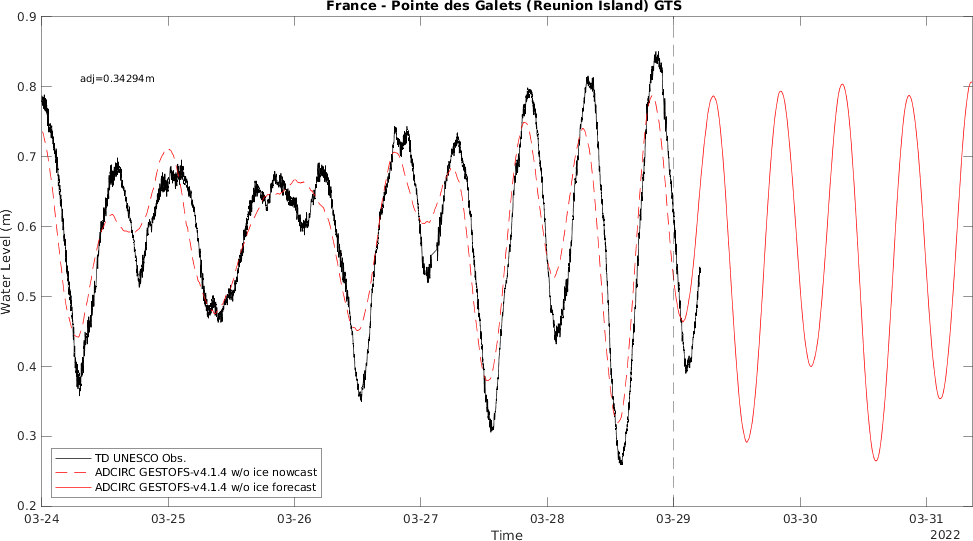 France - Pointe des Galets (Reunion Island) GTS
0.9
0.8
0.7
0.6
0.5
0.4
0.3
0.2
Water Level (m)
adj=0.34294m
TD UNESCO Obs.
ADCIRC GESTOFS-v4.1.4 w/o ice nowcast
ADCIRC GESTOFS-v4.1.4 w/o ice forecast
03-24 03-25 03-26 03-27 03-28 03-29 03-30 03-31
Time
2022